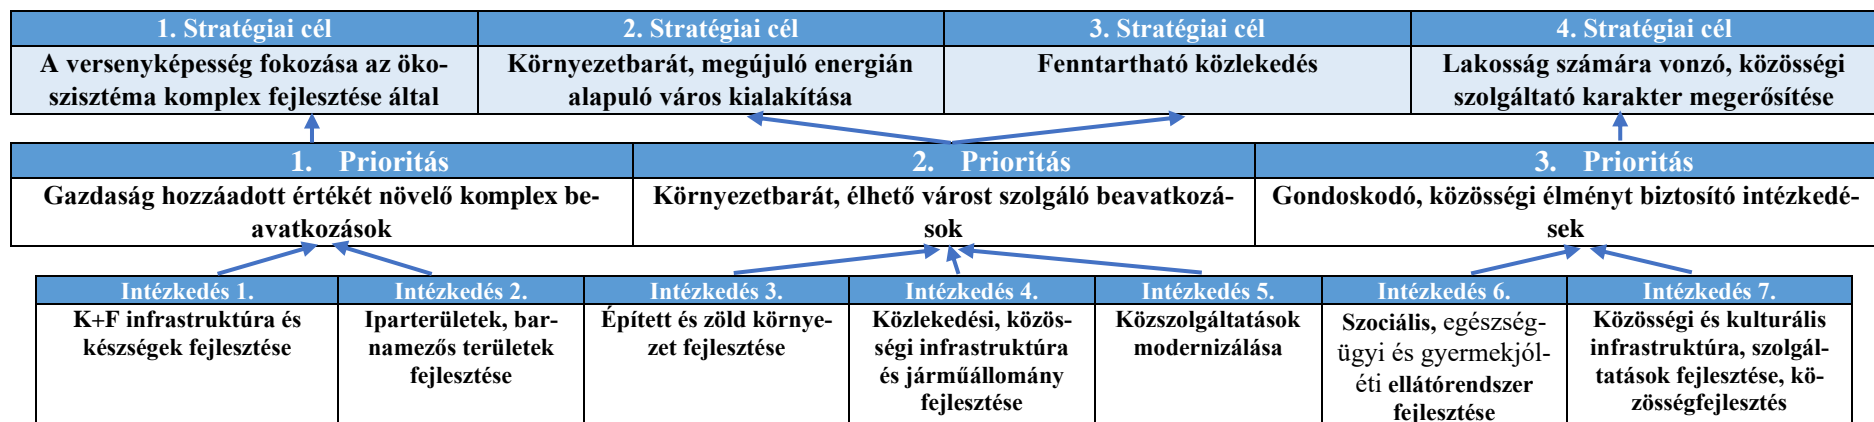 1. Stratégiai cél
2. Stratégiai cél
3. Stratégiai cél
4. Stratégiai cél
A versenyképesség fokozása az öko-
szisztéma komplex fejlesztése által
Környezetbarát, megújuló energián
alapuló város kialakítása
Fenntartható közlekedés
Lakosság számára vonzó, közösségi
szolgáltató karakter megerősítése
1. Prioritás
2. Prioritás
3. Prioritás
Gazdaság hozzáadott értékét növelő komplex be-
avatkozások
Környezetbarát, élhető várost szolgáló beavatkozá-
sok
Gondoskodó, közösségi élményt biztosító intézkedé-
sek
Intézkedés 1.
Intézkedés 2.
Intézkedés 3.
Intézkedés 4.
Intézkedés 5.
Intézkedés 6.
Intézkedés 7.
K+F infrastruktúra és
készségek fejlesztése
Iparterületek, bar-
namezős területek
fejlesztése
Épített és zöld környe-
zet fejlesztése
Közlekedési, közös-
ségi infrastruktúra
és járműállomány
fejlesztése
Közszolgáltatások
modernizálása
Szociális, egészség-
ügyi és gyermekjól-
éti ellátórendszer
fejlesztése
Közösségi és kulturális
infrastruktúra, szolgál-
tatások fejlesztése, kö-
zösségfejlesztés